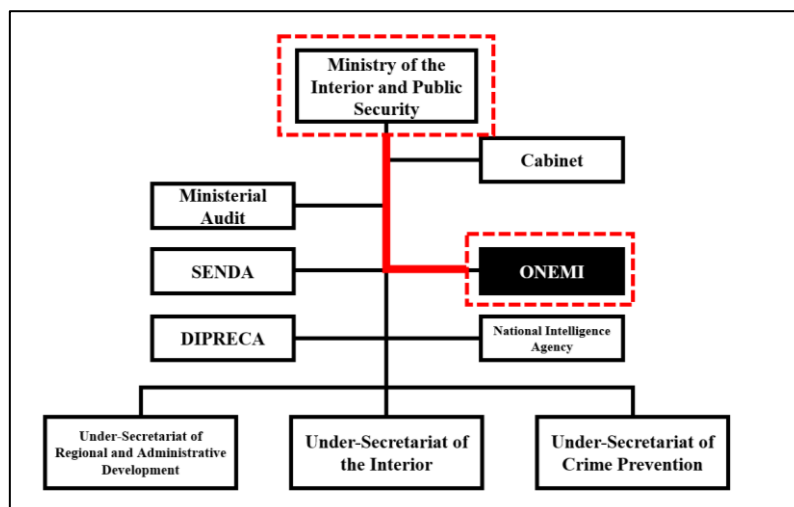 Ministry of the
Interior and Public
Security
Cabinet
Ministerial
Audit
SENDA
ONEMI
DIPRECA
National Intelligence
Agency
Under-Secretariat of
Regional and Administrative
Development
Under-Secretariat of
the Interior
Under-Secretariat of
Crime Prevention